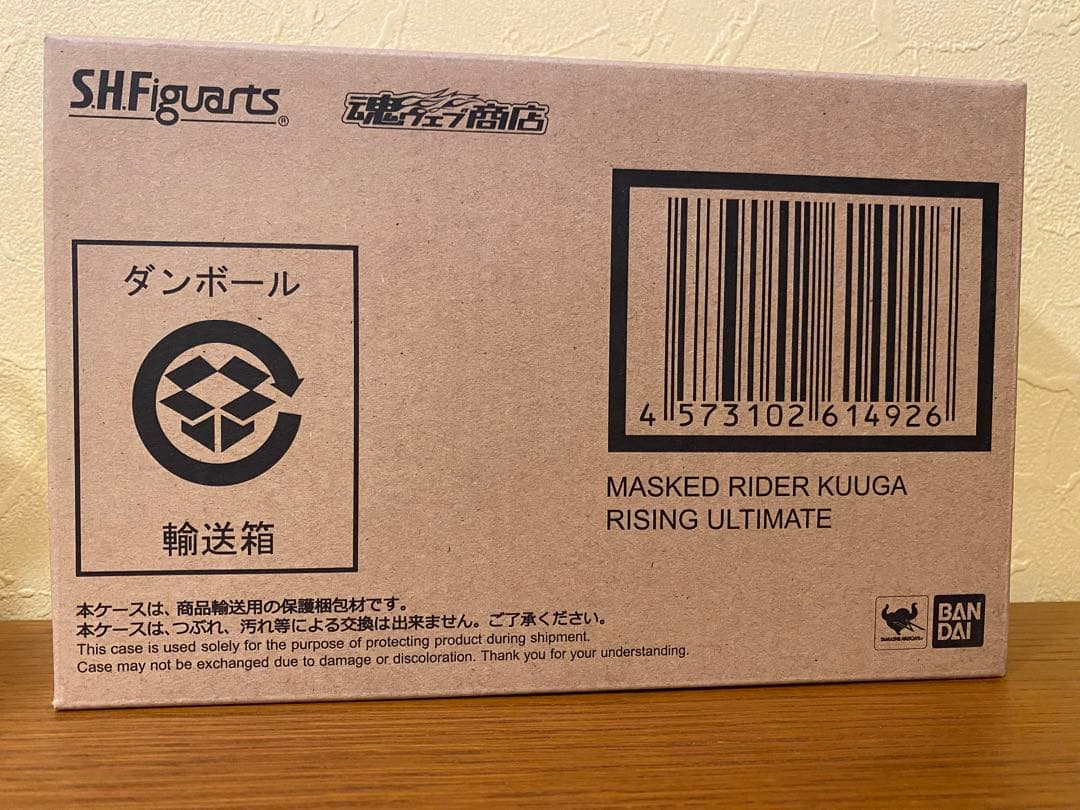 S.H.Figuarts®
魂ウェブ商店
ダンボール
輸送箱
4 573102 614926
MASKED RIDER KUUGA
RISING ULTIMATE
本ケースは、商品輸送用の保護梱包材です。
本ケースは、つぶれ、汚れ等による交換は出来ません。ご了承ください。
This case is used solely for the purpose of protecting product during shipment.
Case may not be exchanged due to damage or discoloration. Thank you for your understanding.
TAMASHII NATIONS
BAN
DAI